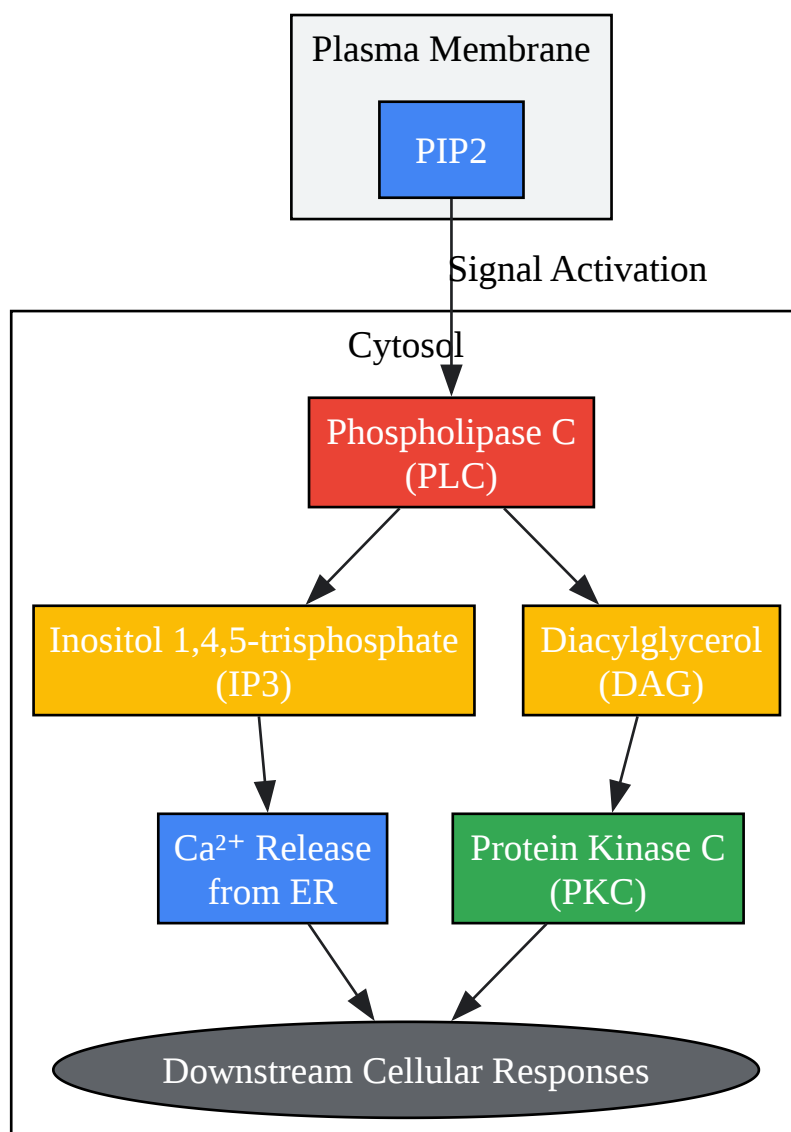 Plasma Membrane
PIP2
Signal Activation
Cytosol
Phospholipase C
(PLC)
Inositol 1,4,5-trisphosphate
(IP3)
Diacylglycerol
(DAG)
Ca²⁺ Release
from ER
Protein Kinase C
(PKC)
Downstream Cellular Responses